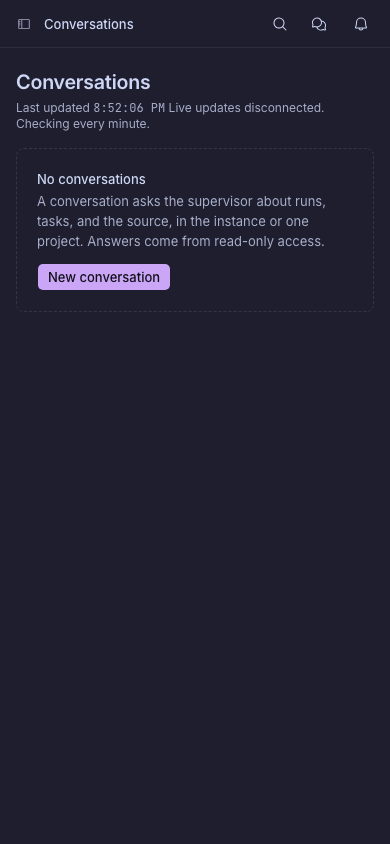 Conversations
Conversations
Last updated 8:52:06 PM Live updates disconnected.
Checking every minute.
No conversations
A conversation asks the supervisor about runs,
tasks, and the source, in the instance or one
project. Answers come from read-only access.
New conversation